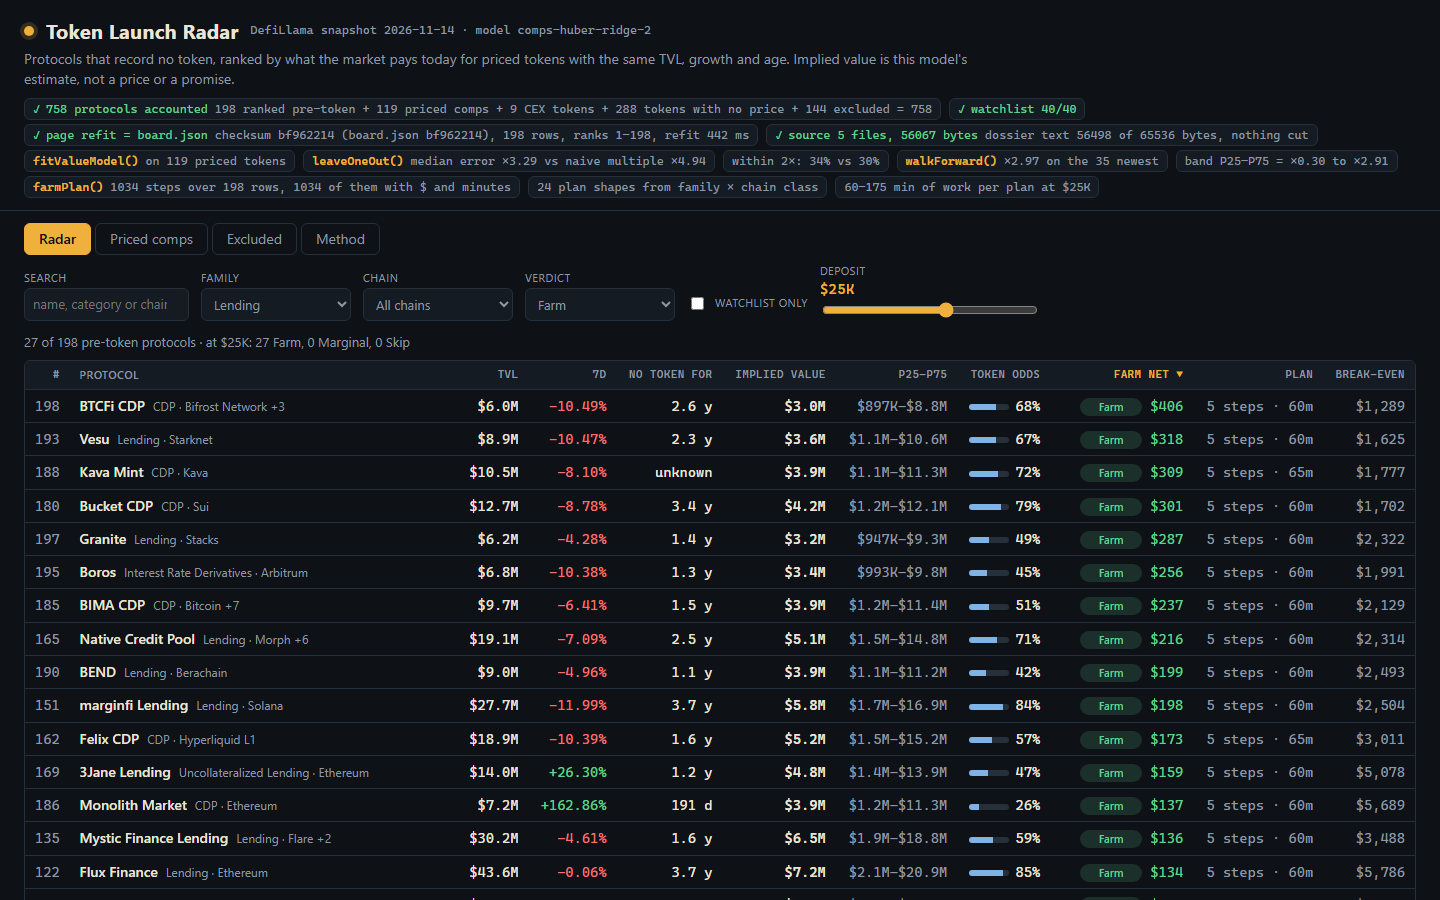 Token Launch Radar DefiLlama snapshot 2026-11-14 · model comps-huber-ridge-2
Protocols that record no token, ranked by what the market pays today for priced tokens with the same TVL, growth and age. Implied value is this model's
estimate, not a price or a promise.
✓ 758 protocols accounted 198 ranked pre-token + 119 priced comps + 9 CEX tokens + 288 tokens with no price + 144 excluded = 758 ✓ watchlist 40/40
✓ page refit = board.json checksum bf962214 (board.json bf962214), 198 rows, ranks 1-198, refit 442 ms ✓ source 5 files, 56067 bytes dossier text 56498 of 65536 bytes, nothing cut
fitValueModel() on 119 priced tokens leaveOneOut() median error ×3.29 vs naive multiple ×4.94 within 2×: 34% vs 30% walkForward() ×2.97 on the 35 newest band P25-P75 = ×0.30 to ×2.91
farmPlan() 1034 steps over 198 rows, 1034 of them with $ and minutes 24 plan shapes from family × chain class 60-175 min of work per plan at $25K
Radar Priced comps Excluded Method
SEARCH FAMILY CHAIN VERDICT DEPOSIT
$25K
name, category or chain Lending All chains Farm WATCHLIST ONLY
27 of 198 pre-token protocols · at $25K: 27 Farm, 0 Marginal, 0 Skip
# PROTOCOL TVL 7D NO TOKEN FOR IMPLIED VALUE P25-P75 TOKEN ODDS FARM NET ▼ PLAN BREAK-EVEN
198 BTCFi CDP CDP · Bifrost Network +3 $6.0M −10.49% 2.6 y $3.0M $897K–$8.8M 68% Farm $406 5 steps · 60m $1,289
193 Vesu Lending · Starknet $8.9M −10.47% 2.3 y $3.6M $1.1M–$10.6M 67% Farm $318 5 steps · 60m $1,625
188 Kava Mint CDP · Kava $10.5M −8.10% unknown $3.9M $1.1M–$11.3M 72% Farm $309 5 steps · 65m $1,777
180 Bucket CDP CDP · Sui $12.7M −8.78% 3.4 y $4.2M $1.2M–$12.1M 79% Farm $301 5 steps · 60m $1,702
197 Granite Lending · Stacks $6.2M −4.28% 1.4 y $3.2M $947K–$9.3M 49% Farm $287 5 steps · 60m $2,322
195 Boros Interest Rate Derivatives · Arbitrum $6.8M −10.38% 1.3 y $3.4M $993K–$9.8M 45% Farm $256 5 steps · 60m $1,991
185 BIMA CDP CDP · Bitcoin +7 $9.7M −6.41% 1.5 y $3.9M $1.2M–$11.4M 51% Farm $237 5 steps · 60m $2,129
165 Native Credit Pool Lending · Morph +6 $19.1M −7.09% 2.5 y $5.1M $1.5M–$14.8M 71% Farm $216 5 steps · 60m $2,314
190 BEND Lending · Berachain $9.0M −4.96% 1.1 y $3.9M $1.1M–$11.2M 42% Farm $199 5 steps · 60m $2,493
151 marginfi Lending Lending · Solana $27.7M −11.99% 3.7 y $5.8M $1.7M–$16.9M 84% Farm $198 5 steps · 60m $2,504
162 Felix CDP CDP · Hyperliquid L1 $18.9M −10.39% 1.6 y $5.2M $1.5M–$15.2M 57% Farm $173 5 steps · 65m $3,011
169 3Jane Lending Uncollateralized Lending · Ethereum $14.0M +26.30% 1.2 y $4.8M $1.4M–$13.9M 47% Farm $159 5 steps · 60m $5,078
186 Monolith Market CDP · Ethereum $7.2M +162.86% 191 d $3.9M $1.2M–$11.3M 26% Farm $137 5 steps · 60m $5,689
135 Mystic Finance Lending Lending · Flare +2 $30.2M −4.61% 1.6 y $6.5M $1.9M–$18.8M 59% Farm $136 5 steps · 60m $3,488
122 Flux Finance Lending · Ethereum $43.6M −0.06% 3.7 y $7.2M $2.1M–$20.9M 85% Farm $134 5 steps · 60m $5,786